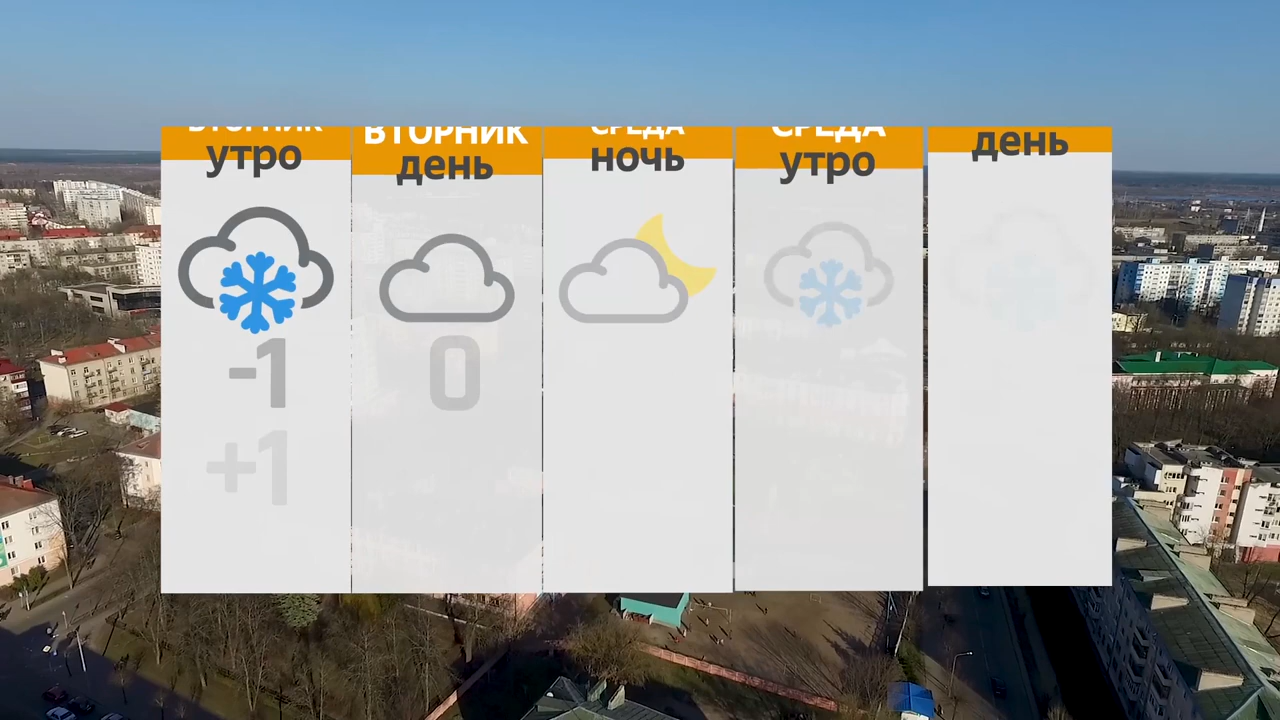 ВТОРНИК
утро
-1
+1
ВТОРНИК
день
0
СРЕДА
ночь
СРЕДА
утро
день